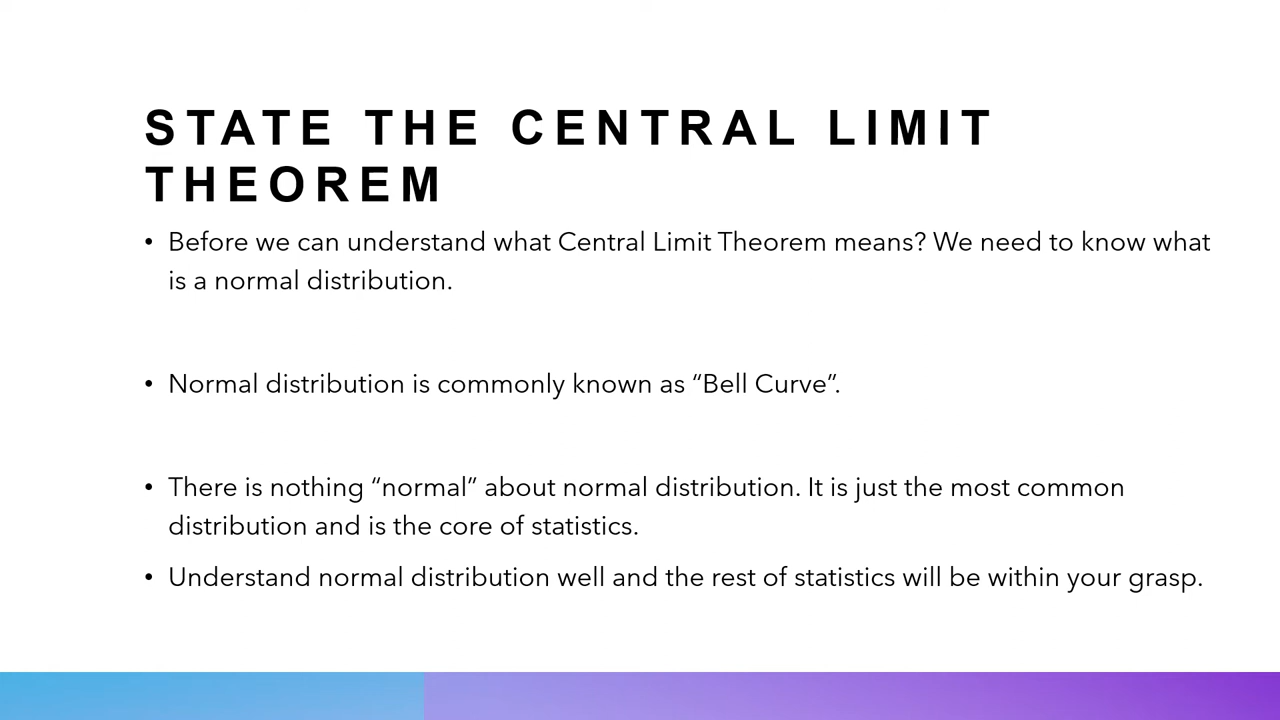 STATE THE CENTRAL LIMIT
THEOREM
• Before we can understand what Central Limit Theorem means? We need to know what
is a normal distribution.
• Normal distribution is commonly known as “Bell Curve”.
• There is nothing “normal” about normal distribution. It is just the most common
distribution and is the core of statistics.
• Understand normal distribution well and the rest of statistics will be within your grasp.